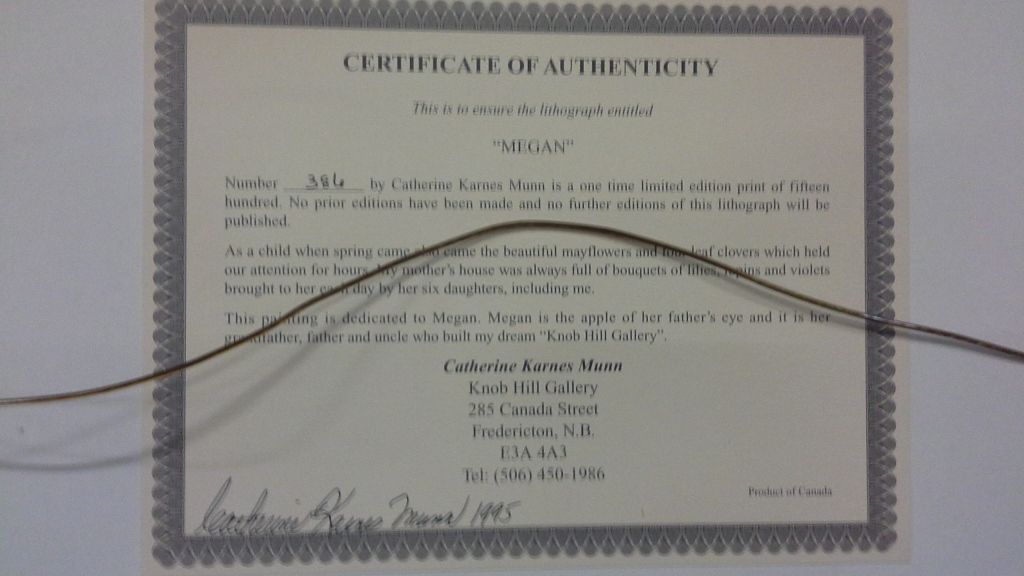 CERTIFICATE OF AUTHENTICITY
This is to ensure the lithograph entitled
"MEGAN"
Number 386 by Catherine Karnes Munn is a one time limited edition print of fifteen
hundred. No prior editions have been made and no further editions of this lithograph will be
published.
As a child when spring came also came the beautiful mayflowers and four-leaf clovers which held
our attention for hours. My mother's house was always full of bouquets of lilies, lupins and violets
brought to her each day by her six daughters, including me.
This painting is dedicated to Megan. Megan is the apple of her father's eye and it is her
grandfather, father and uncle who built my dream "Knob Hill Gallery".
Catherine Karnes Munn
Knob Hill Gallery
285 Canada Street
Fredericton, N.B.
E3A 4A3
Tel: (506) 450-1986
Product of Canada
Catherine Karnes Munn 1995